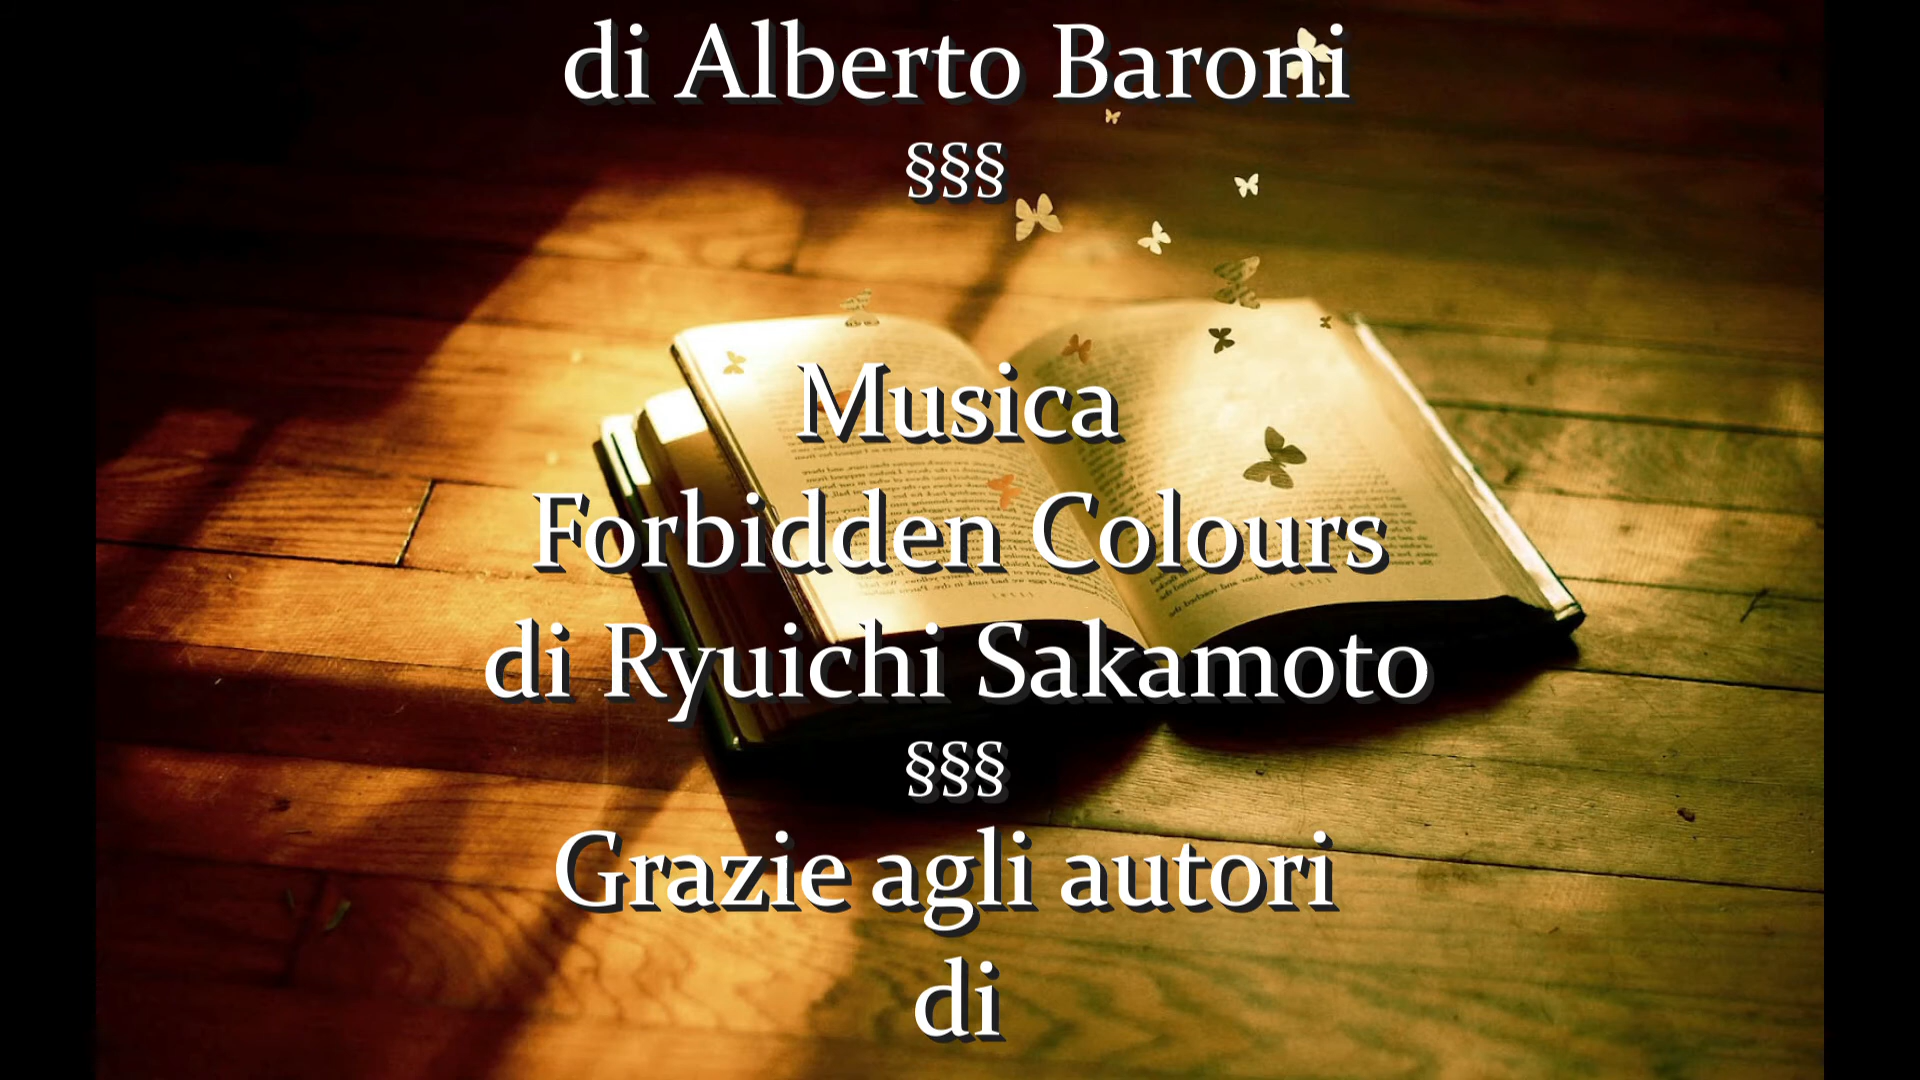 di Alberto Baroni
§§§
Musica
Forbidden Colours
di Ryuichi Sakamoto
§§§
Grazie agli autori
di